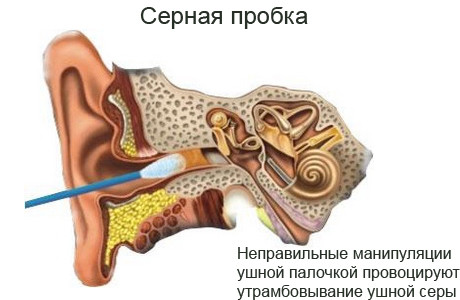 Серная пробка
Неправильные манипуляции
ушной палочкой провоцируют
утрамбовывание ушной серы